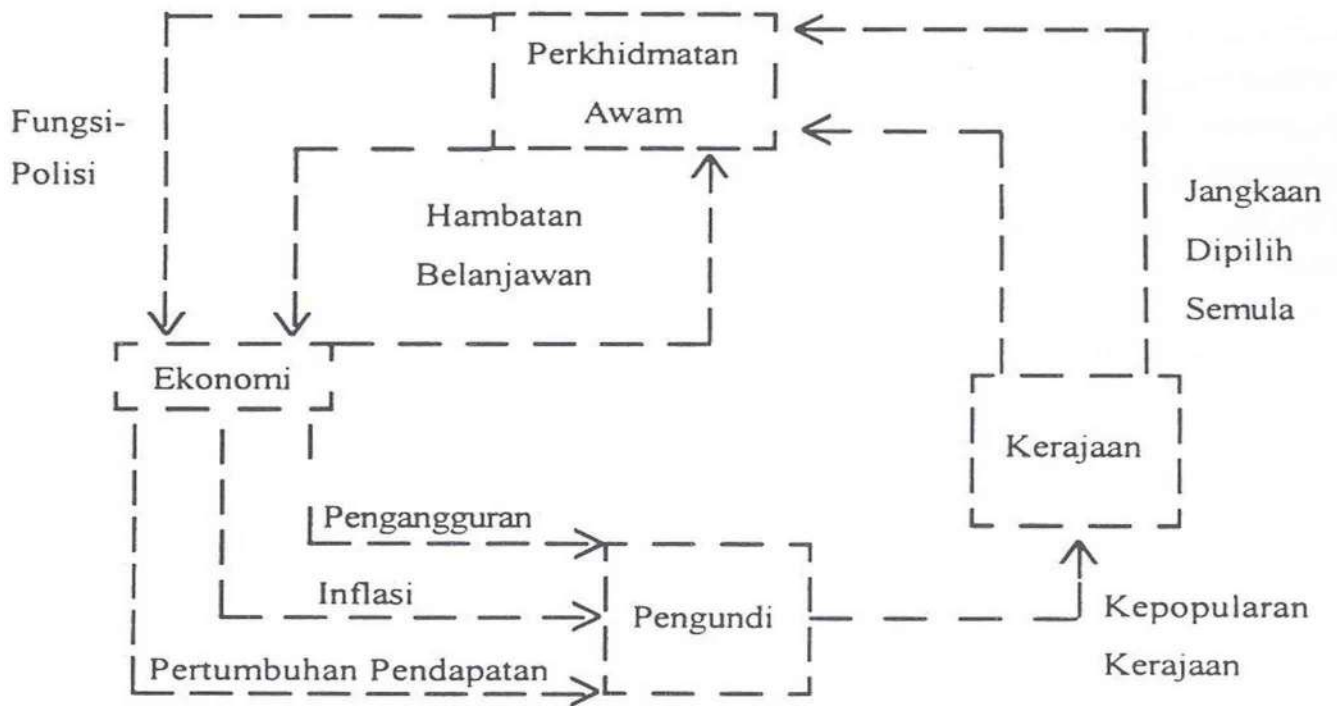 Perkhidmatan
Awam
Fungsi-
Polisi
Hambatan
Belanjawan
Jangkaan
Dipilih
Semula
Ekonomi
Kerajaan
Pengangguran
Inflasi
Pengundi
Pertumbuhan Pendapatan
Kepopularan
Kerajaan